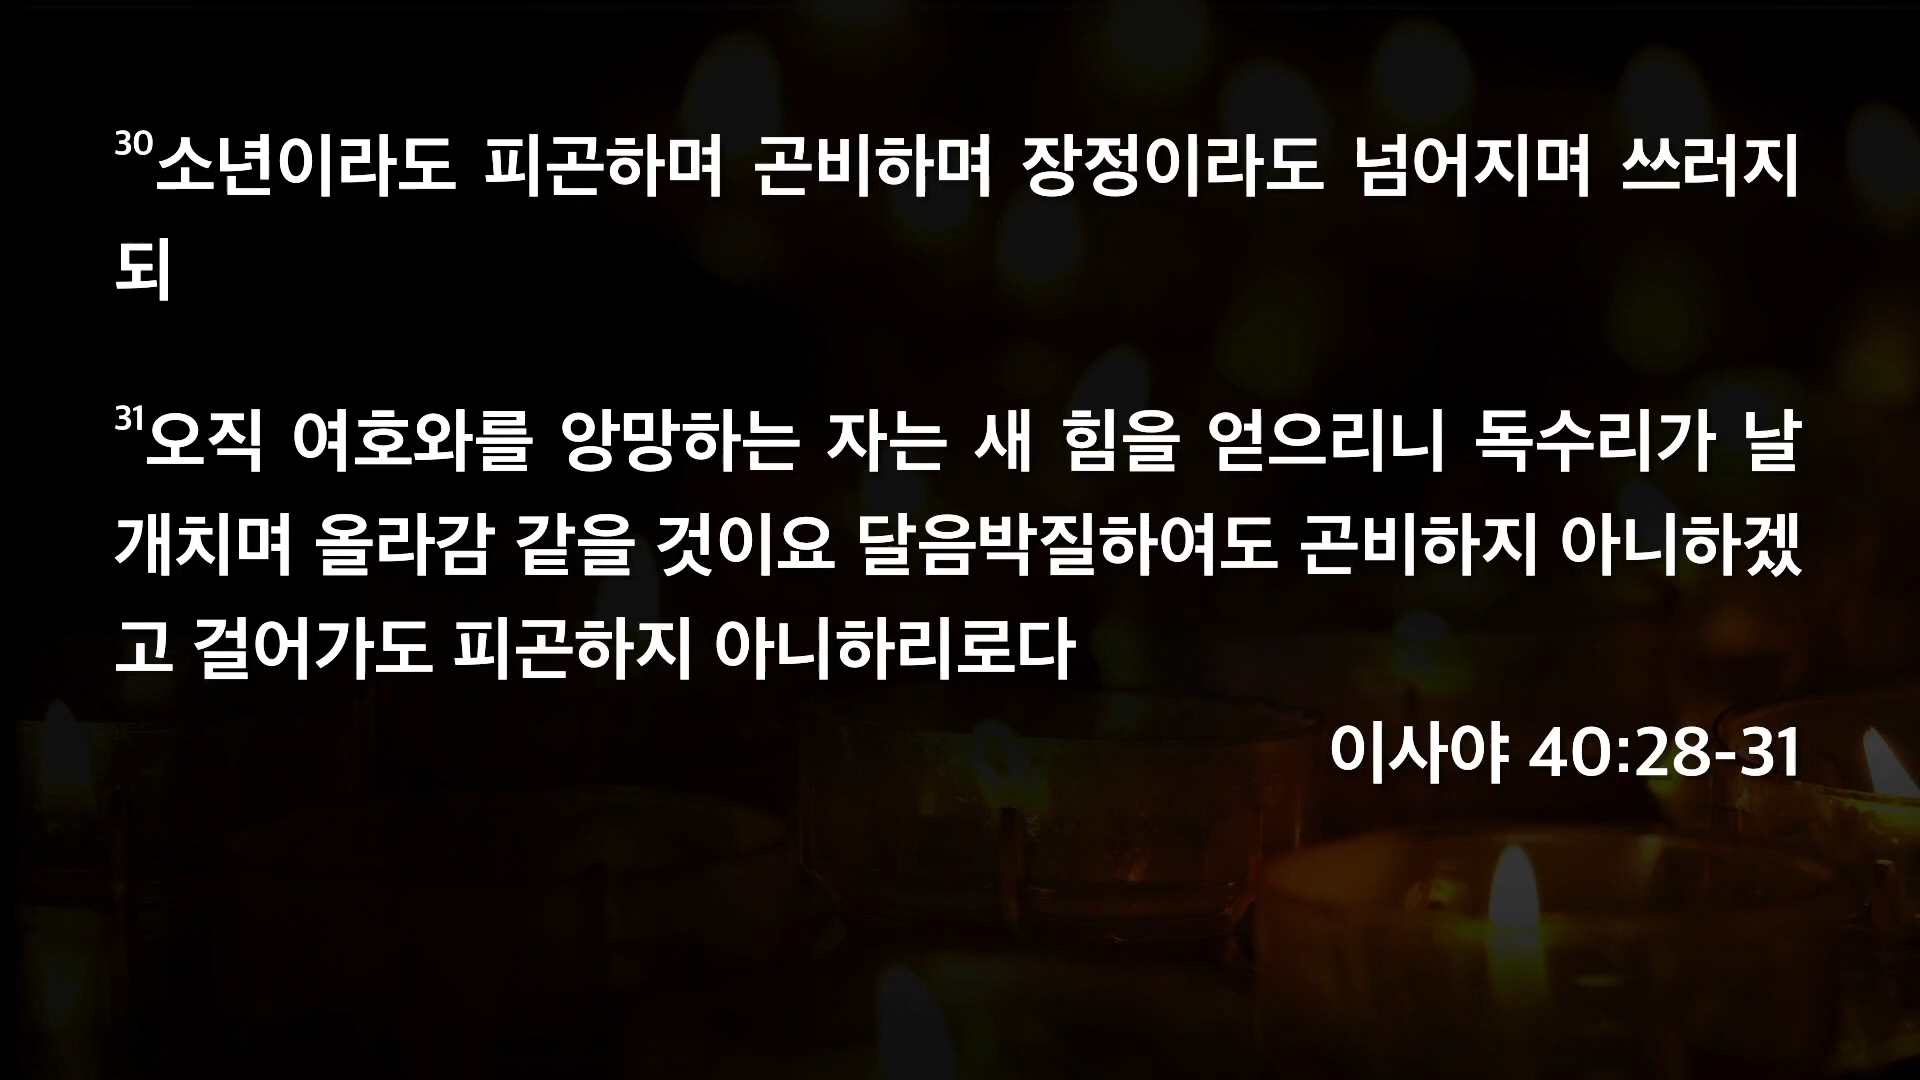 30소년이라도 피곤하며 곤비하며 장정이라도 넘어지며 쓰러지
되
31오직 여호와를 앙망하는 자는 새 힘을 얻으리니 독수리가 날
개치며 올라감 같을 것이요 달음박질하여도 곤비하지 아니하겠
고 걸어가도 피곤하지 아니하리로다
이사야 40:28-31